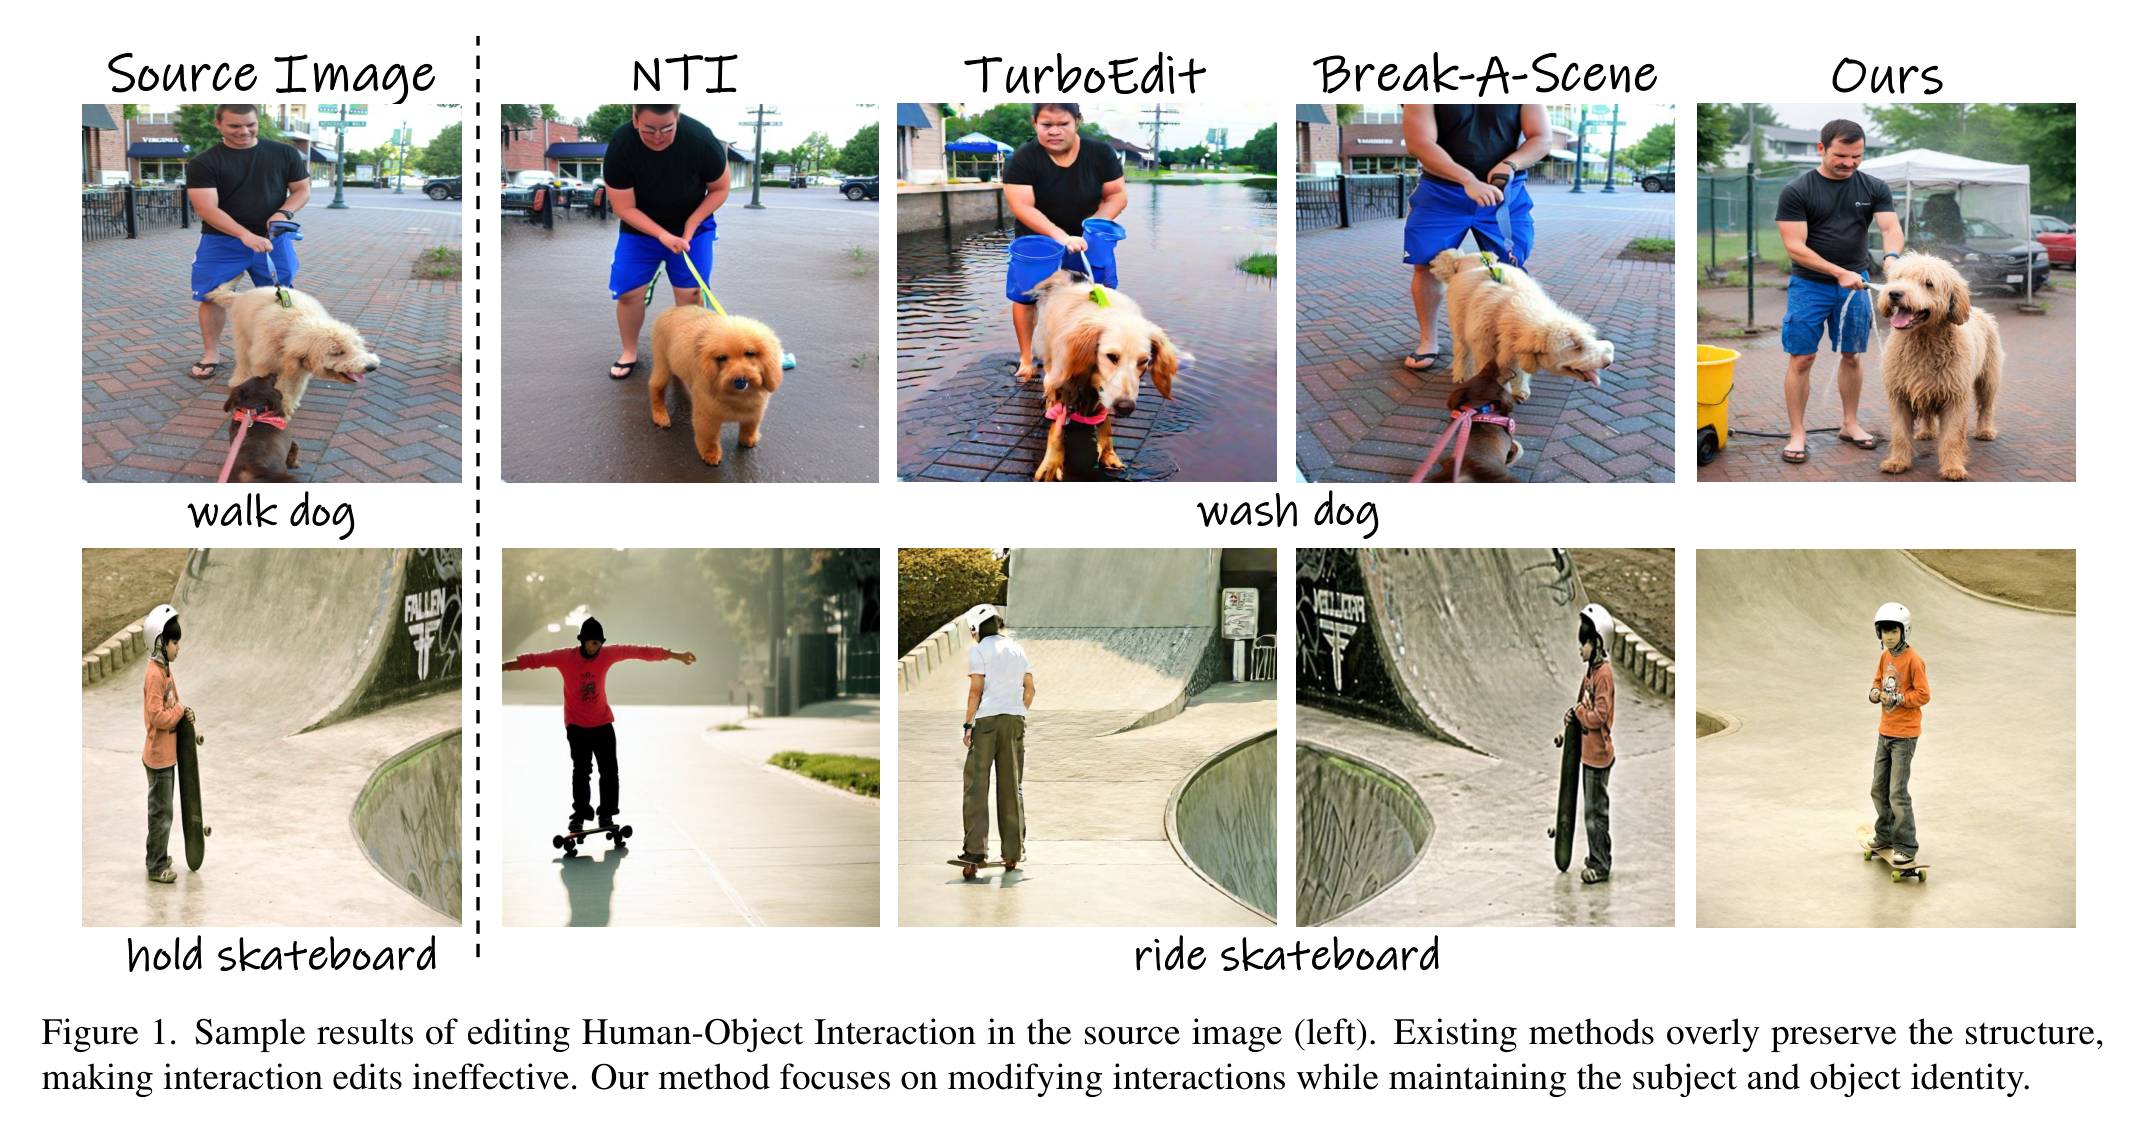 Source Image
NTI
TurboEdit
Break-A-Scene
Ours
VIRGINIA
walk dog
wash dog
FALLEN
hold skateboard
ride skateboard
Figure 1. Sample results of editing Human-Object Interaction in the source image (left). Existing methods overly preserve the structure,
making interaction edits ineffective. Our method focuses on modifying interactions while maintaining the subject and object identity.